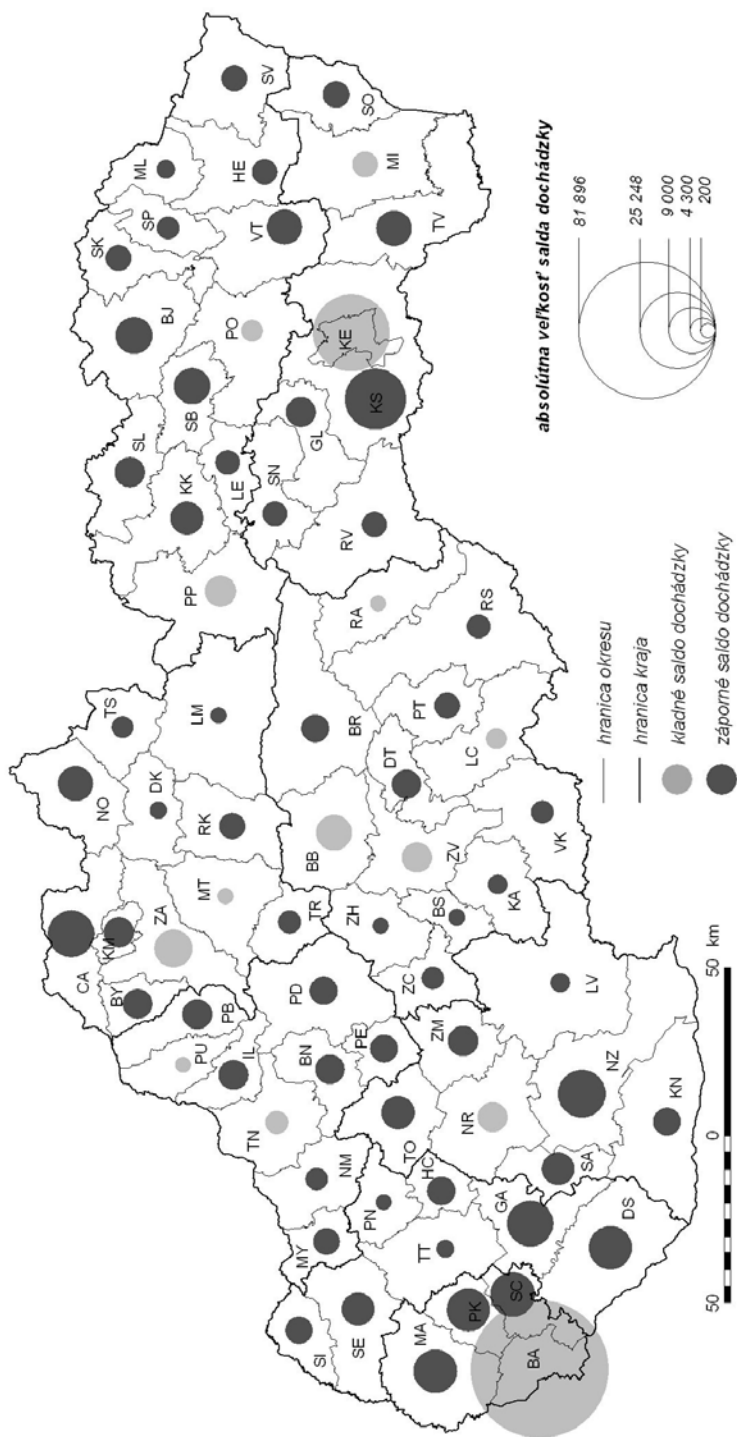 CA
NO
TS
KM
BY
ZA
DK
PB
PU
MT
RK
LM
IL
PD
TR
BN
TN
PE
BB
BR
NM
MY
TO
ZH
DT
ZV
PN
HC
ZC
BS
PT
RA
SI
SE
TT
NR
ZM
KA
LC
RS
MA
PK
GA
SA
NZ
LV
VK
SC
BA
DS
KN
SL
SK
ML
SP
BJ
SV
KK
SB
HE
PP
LE
PO
VT
SN
GL
SO
RV
KS
KE
MI
TV
50 0 50 km
hranica okresu
hranica kraja
kladné saldo dochádzky
záporné saldo dochádzky
absolútna veľkosť salda dochádzky
81 896
25 248
9 000
4 300
200